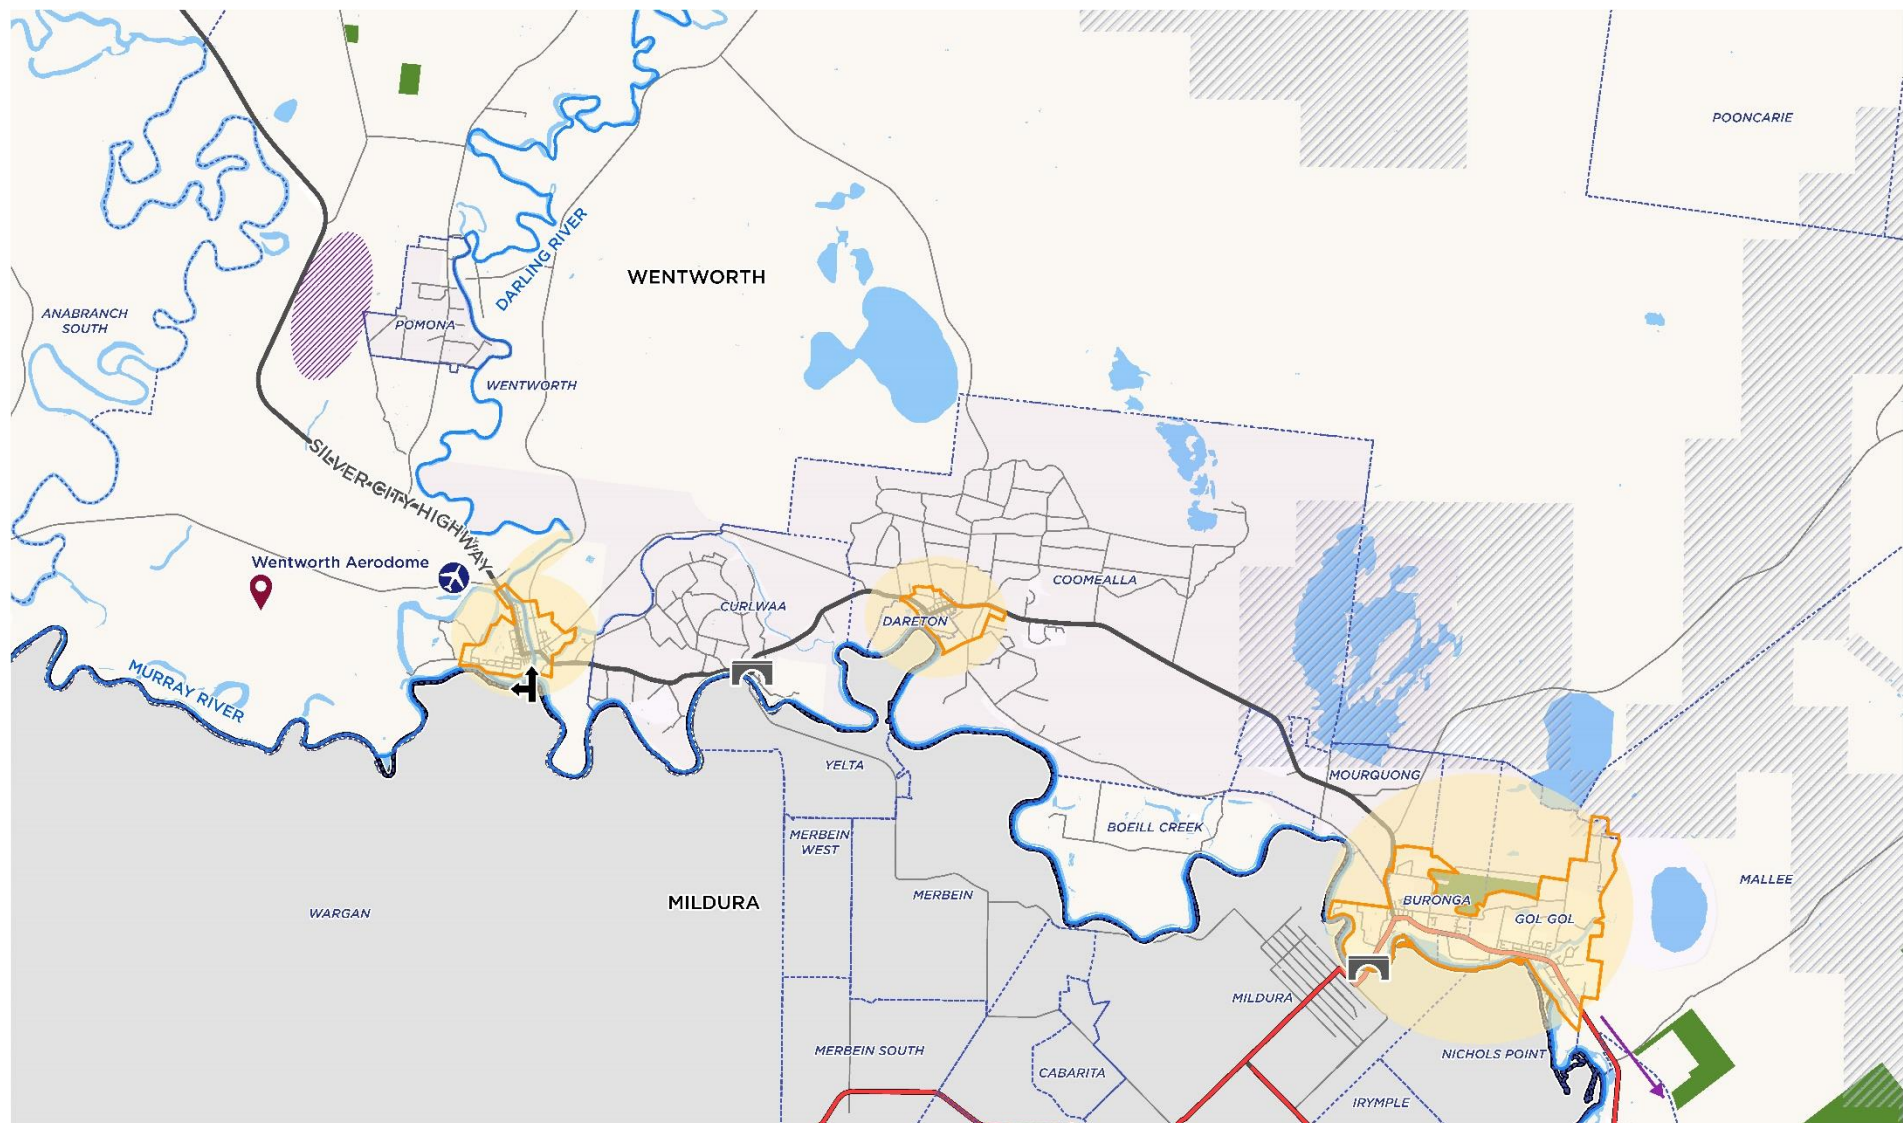 POONCARIE
DARLING RIVER
WENTWORTH
ANABRANCH
SOUTH
POMONA
WENTWORTH
SILVER CITY HIGHWAY
Wentworth Aerodome
COOMEALLA
CURLWAA
DARETON
MURRAY RIVER
YELTA
MOURQUONG
MERBEIN
WEST
BOEILL CREEK
MALLEE
MERBEIN
MILDURA
BURONGA
WARGAN
GOL GOL
MILDURA
MERBEIN SOUTH
NICHOLS POINT
CABARITA
IRYMPLE